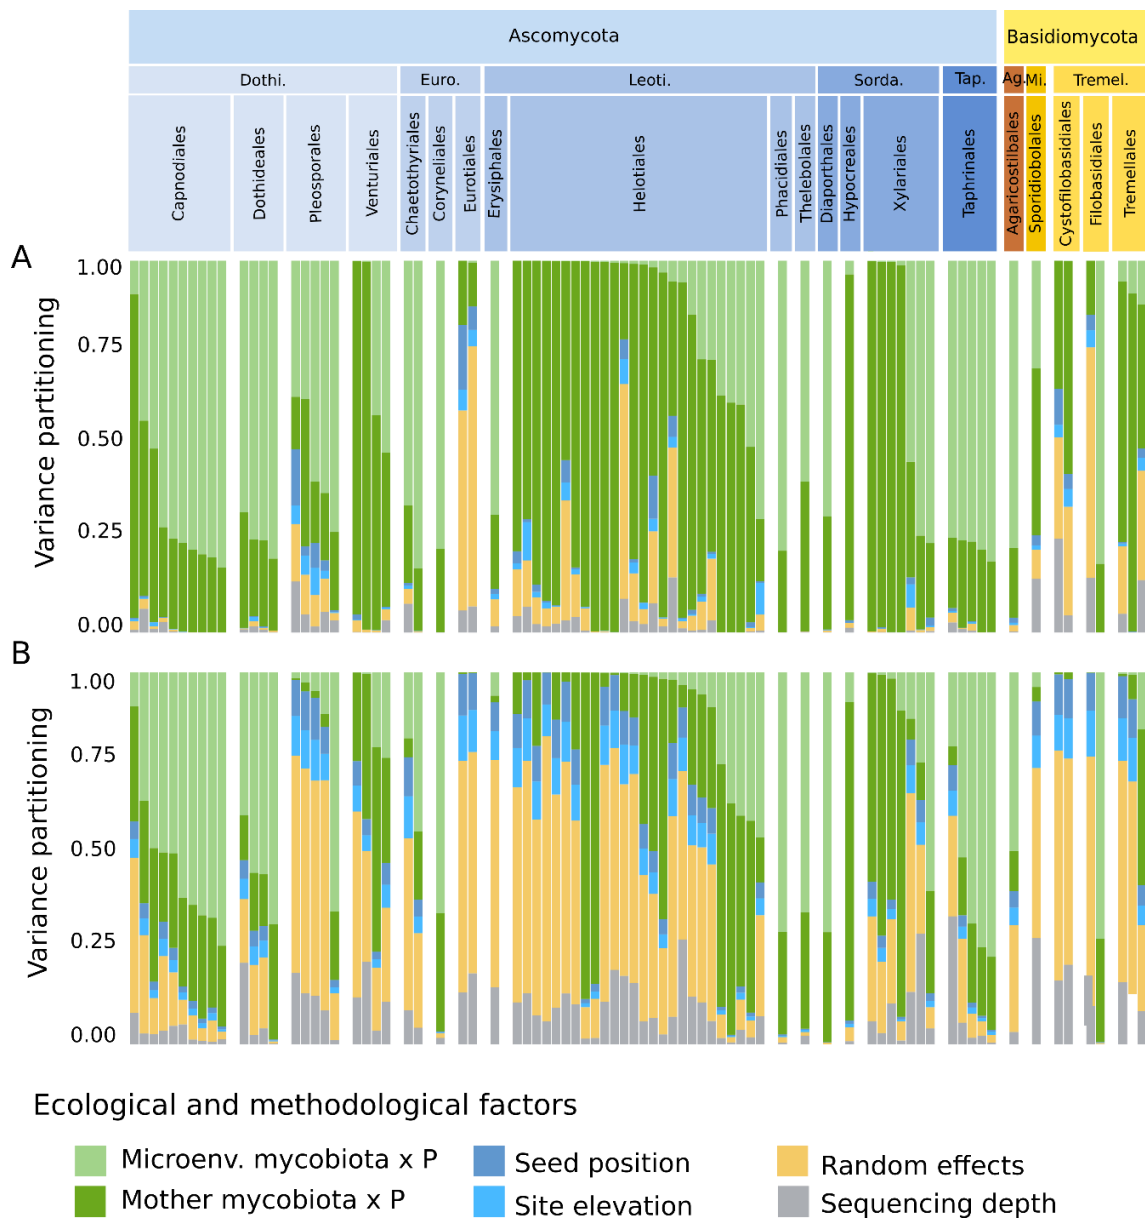 Ascomycota
Basidiomycota
Dothi.
Euro.
Leoti.
Sorda.
Tap.
Ag.
Mi.
Tremel.
Capnodiales
Dothideales
Pleosporales
Venturiales
Chaetothyriales
Coryneliales
Eurotiales
Erysiphales
Helotiales
Phacidiales
Thelebolales
Diaporthales
Hypocreales
Xylariales
Taphrinales
Agaricostilbales
Sporidiobolales
Cystofilobasidiales
Filobasidiales
Tremellales
A
Variance partitioning
1.00
0.75
0.50
0.25
0.00
B
Variance partitioning
1.00
0.75
0.50
0.25
0.00
Ecological and methodological factors
Microenv. mycobiota x P
Seed position
Random effects
Mother mycobiota x P
Site elevation
Sequencing depth